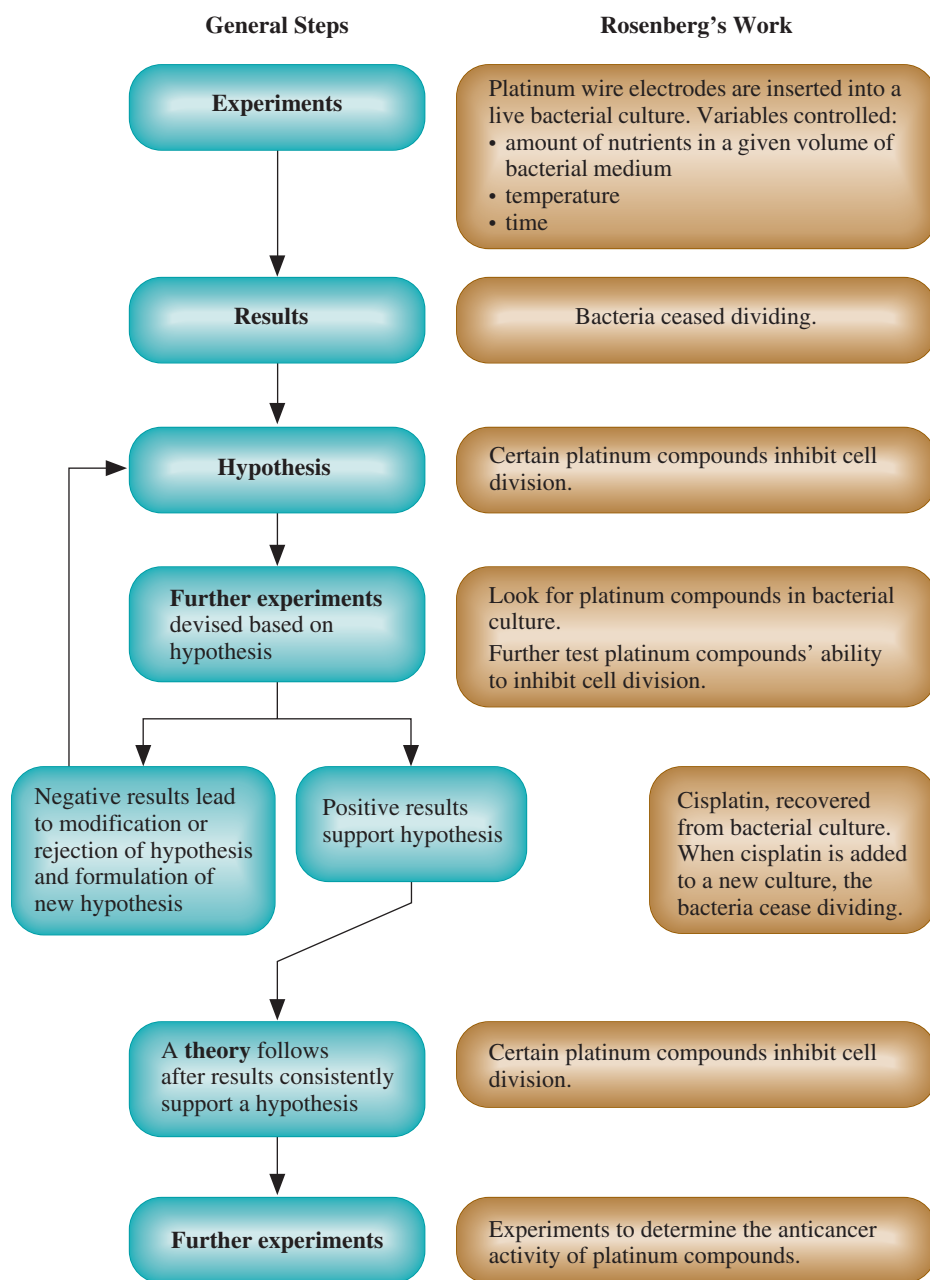 General Steps
Rosenberg's Work
Experiments
Platinum wire electrodes are inserted into a
live bacterial culture. Variables controlled:
• amount of nutrients in a given volume of
bacterial medium
• temperature
• time
Results
Bacteria ceased dividing.
Hypothesis
Certain platinum compounds inhibit cell
division.
Further experiments
devised based on
hypothesis
Look for platinum compounds in bacterial
culture.
Further test platinum compounds' ability
to inhibit cell division.
Negative results lead
to modification or
rejection of hypothesis
and formulation of
new hypothesis
Positive results
support hypothesis
Cisplatin, recovered
from bacterial culture.
When cisplatin is added
to a new culture, the
bacteria cease dividing.
A theory follows
after results consistently
support a hypothesis
Certain platinum compounds inhibit cell
division.
Further experiments
Experiments to determine the anticancer
activity of platinum compounds.